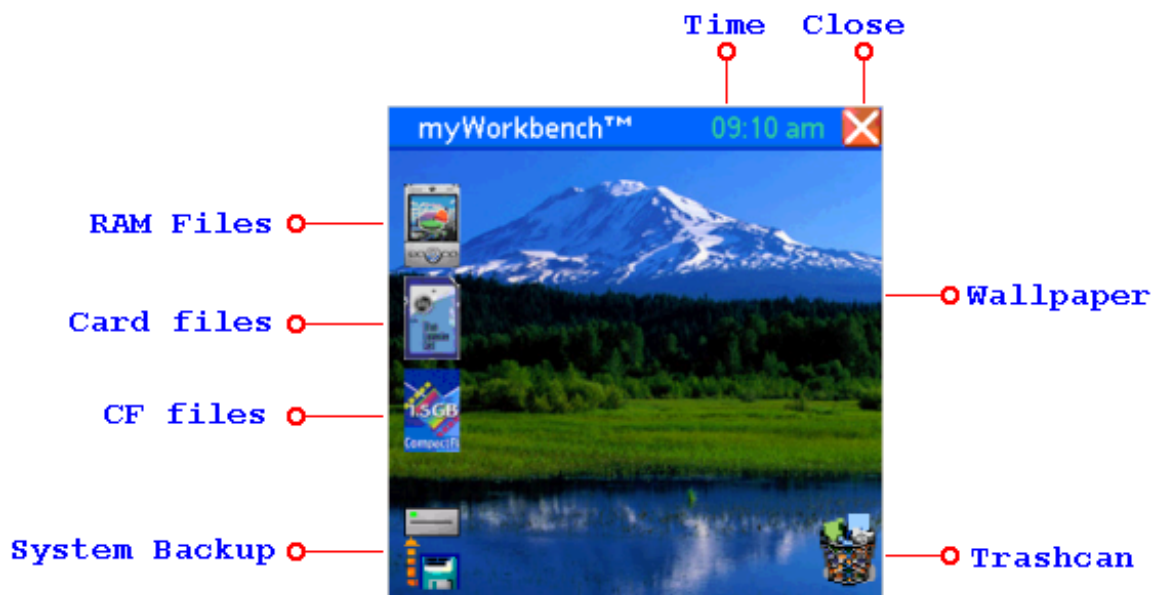 Time Close
myWorkbench™ 09:10 am
RAM Files
Card files
Wallpaper
1.5GB
CompactFl
CF files
System Backup
Trashcan